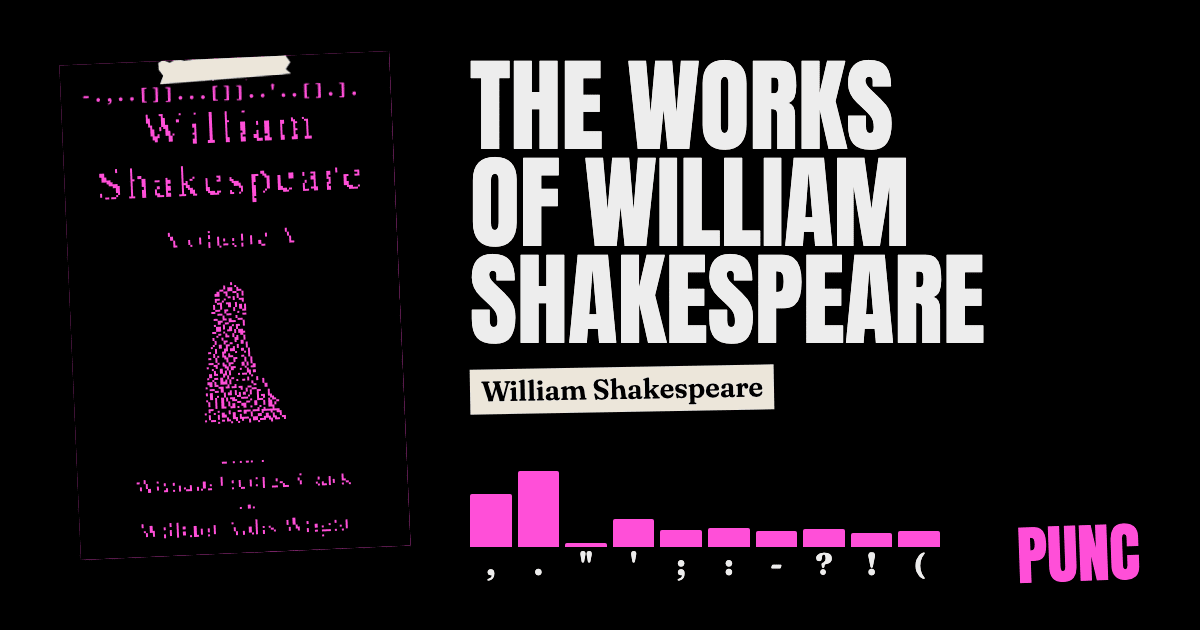 -.,..[]]...[]]..'..[].].
William
Shakespeare
THE WORKS
OF WILLIAM
SHAKESPEARE
William Shakespeare
, . " ' ; : - ? ! (
PUNC